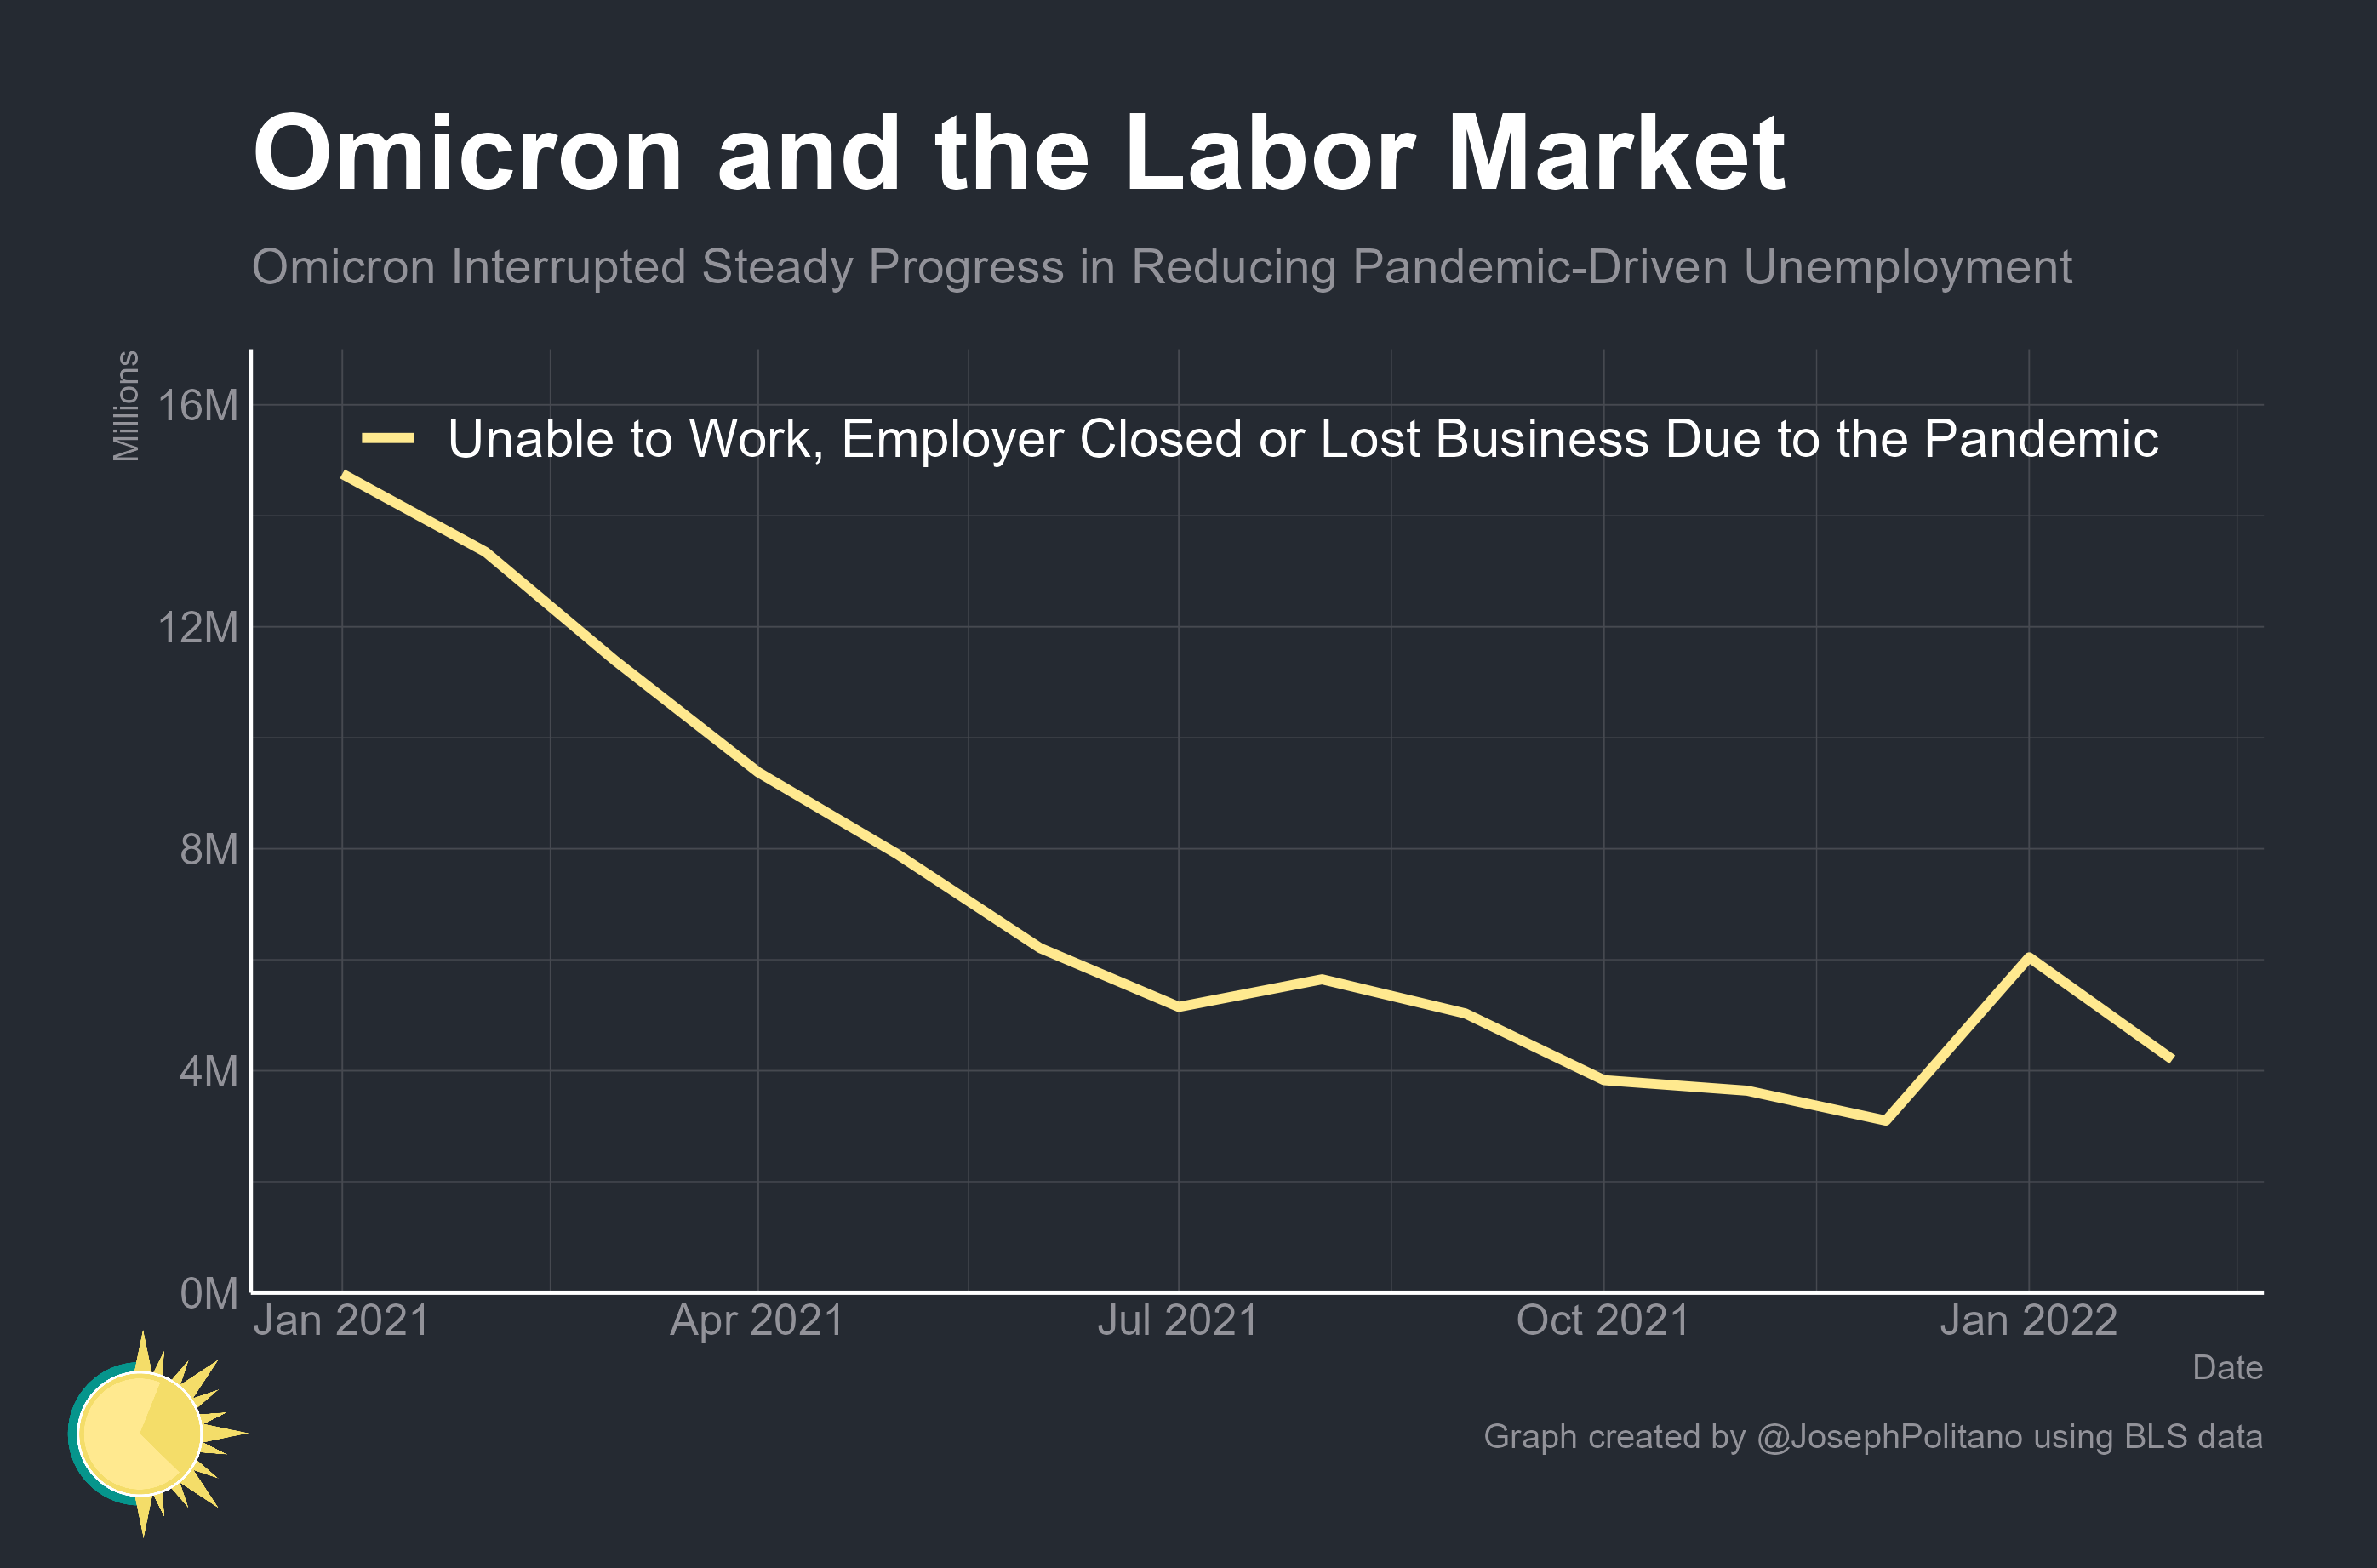 Omicron and the Labor Market
Omicron Interrupted Steady Progress in Reducing Pandemic-Driven Unemployment
Millions
16M
Unable to Work, Employer Closed or Lost Business Due to the Pandemic
12M
8M
4M
0M
Jan 2021
Apr 2021
Jul 2021
Oct 2021
Jan 2022
Date
Graph created by @JosephPolitano using BLS data